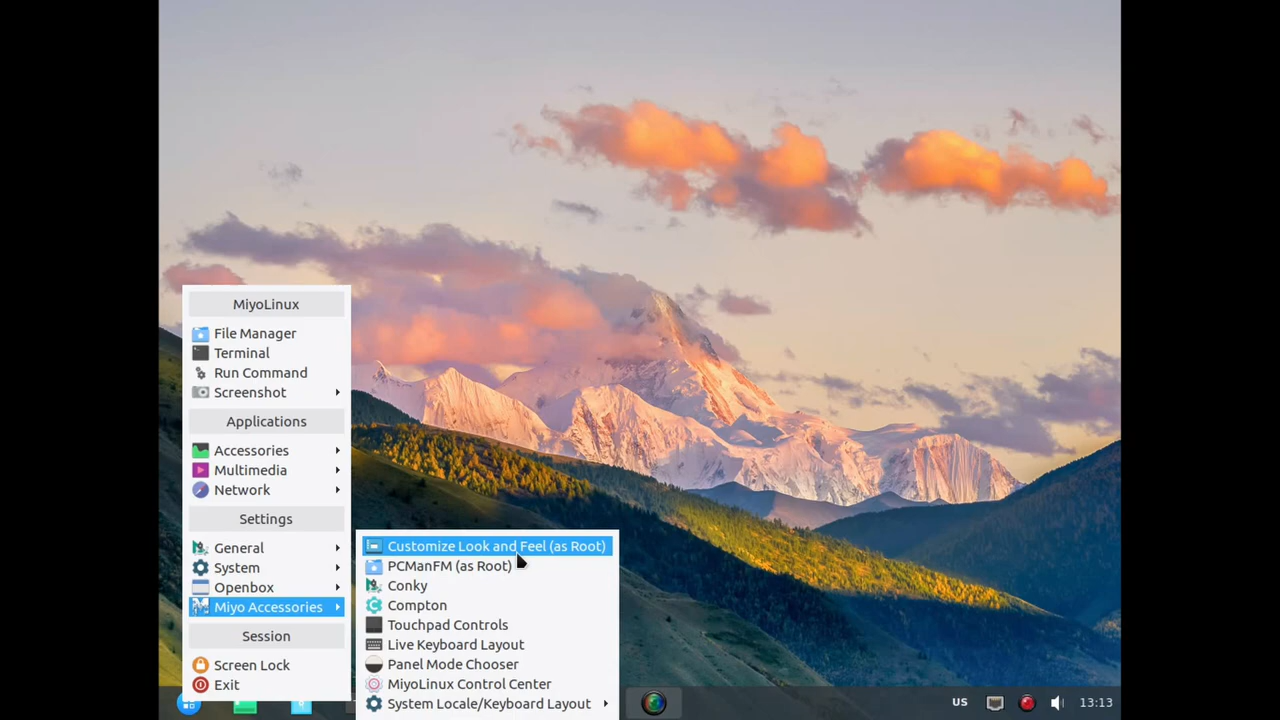 MiyoLinux
File Manager
Terminal
Run Command
Screenshot
Applications
Accessories
Multimedia
Network
Settings
General
System
Openbox
Miyo Accessories
Session
Screen Lock
Exit
Customize Look and Feel (as Root)
PCManFM (as Root)
Conky
Compton
Touchpad Controls
Live Keyboard Layout
Panel Mode Chooser
MiyoLinux Control Center
System Locale/Keyboard Layout
US
13:13